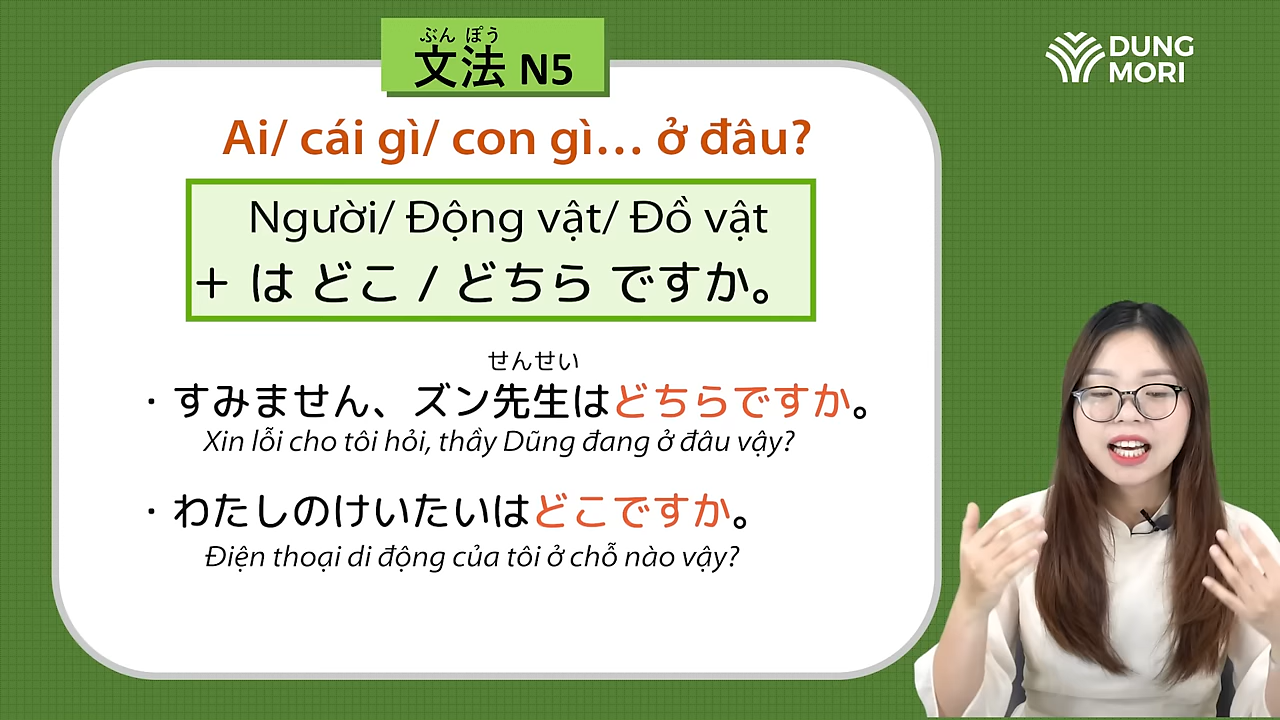 ぶん ぽう
文法 N5
DUNG
MORI
Ai/ cái gì/ con gì... ở đâu?
Người/ Động vật/ Đồ vật
+ は どこ / どちら ですか。
せんせい
・すみません、ズン先生はどちらですか。
Xin lỗi cho tôi hỏi, thầy Dũng đang ở đâu vậy?
・わたしのけいたいはどこですか。
Điện thoại di động của tôi ở chỗ nào vậy?